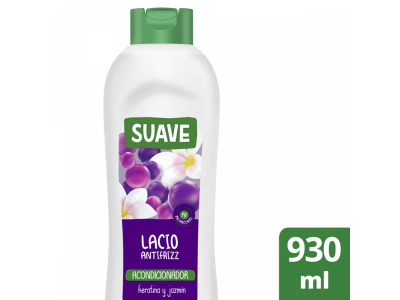 SUAVE
LACIO
ANTIFRIZZ
ACONDICIONADOR
keratina y jazmín
930
ml